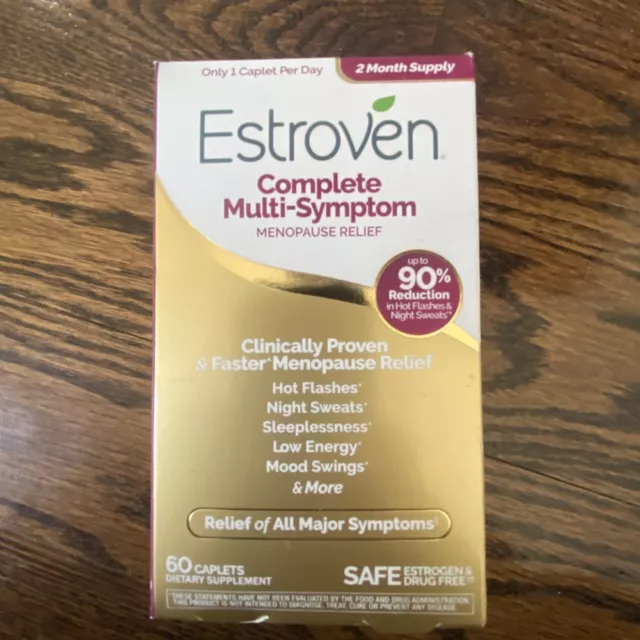 Only 1 Caplet Per Day
2 Month Supply
Estroven®
Complete
Multi-Symptom
MENOPAUSE RELIEF
up to
90%
Reduction
in Hot Flashes &
Night Sweats*
Clinically Proven
& Faster* Menopause Relief
Hot Flashes*
Night Sweats*
Sleeplessness*
Low Energy*
Mood Swings*
& More
Relief of All Major Symptoms
60 CAPLETS
DIETARY SUPPLEMENT
SAFE ESTROGEN &
DRUG FREE
*THESE STATEMENTS HAVE NOT BEEN EVALUATED BY THE FOOD AND DRUG ADMINISTRATION.
THIS PRODUCT IS NOT INTENDED TO DIAGNOSE, TREAT, CURE OR PREVENT ANY DISEASE.